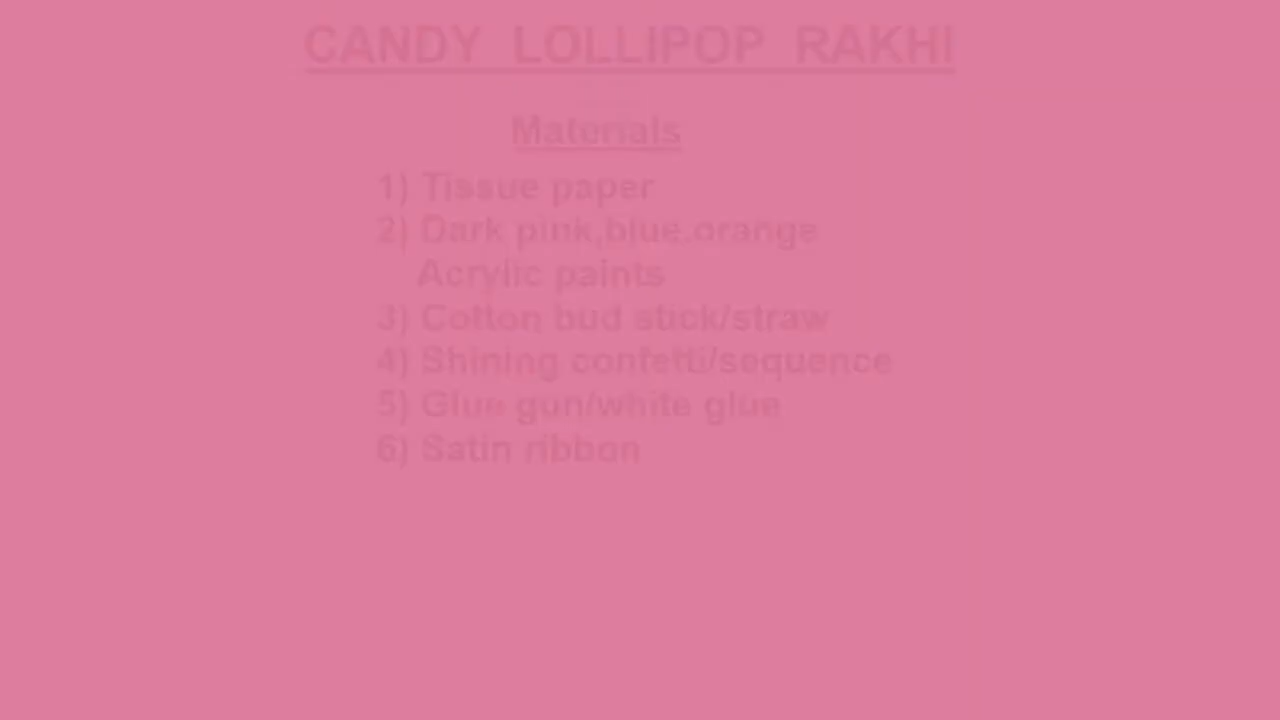 CANDY LOLLIPOP RAKHI
Materials
1) Tissue paper
2) Dark pink,blue.orange
Acrylic paints
3) Cotton bud stick/straw
4) Shining confetti/sequence
5) Glue gun/white glue
6) Satin ribbon